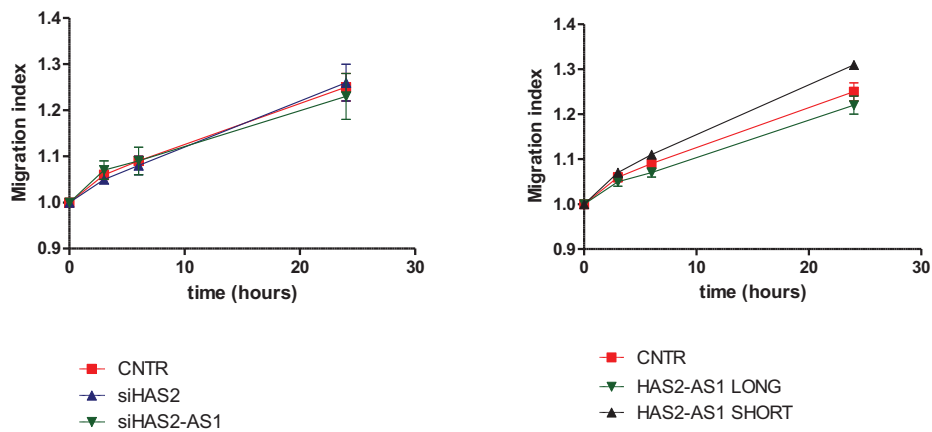 1.4
1.3
1.2
1.1
1.0
0.9
Migration index
0
10
20
30
time (hours)
CNTR
siHAS2
siHAS2-AS1
1.4
1.3
1.2
1.1
1.0
0.9
Migration index
0
10
20
30
time (hours)
CNTR
HAS2-AS1 LONG
HAS2-AS1 SHORT